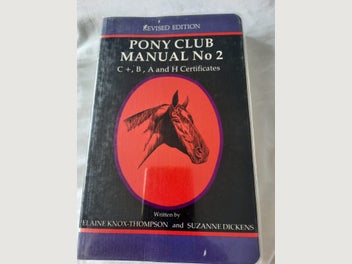 REVISED EDITION
PONY CLUB
MANUAL No 2
C +, B , A and H Certificates
Written by
ELAINE KNOX-THOMPSON and SUZANNE DICKENS